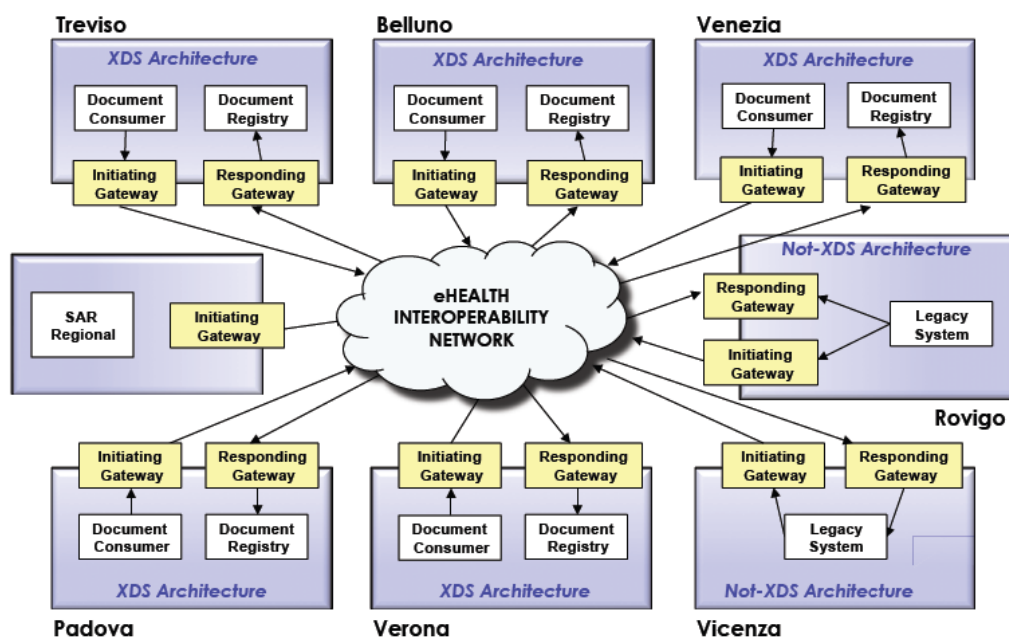 Treviso
XDS Architecture
Document
Consumer
Document
Registry
Initiating
Gateway
Responding
Gateway
Belluno
XDS Architecture
Document
Consumer
Document
Registry
Initiating
Gateway
Responding
Gateway
Venezia
XDS Architecture
Document
Consumer
Document
Registry
Initiating
Gateway
Responding
Gateway
SAR
Regional
Initiating
Gateway
eHEALTH
INTEROPERABILITY
NETWORK
Not-XDS Architecture
Responding
Gateway
Legacy
System
Initiating
Gateway
Rovigo
Initiating
Gateway
Responding
Gateway
Document
Consumer
Document
Registry
XDS Architecture
Padova
Initiating
Gateway
Responding
Gateway
Document
Consumer
Document
Registry
XDS Architecture
Verona
Initiating
Gateway
Responding
Gateway
Legacy
System
Not-XDS Architecture
Vicenza